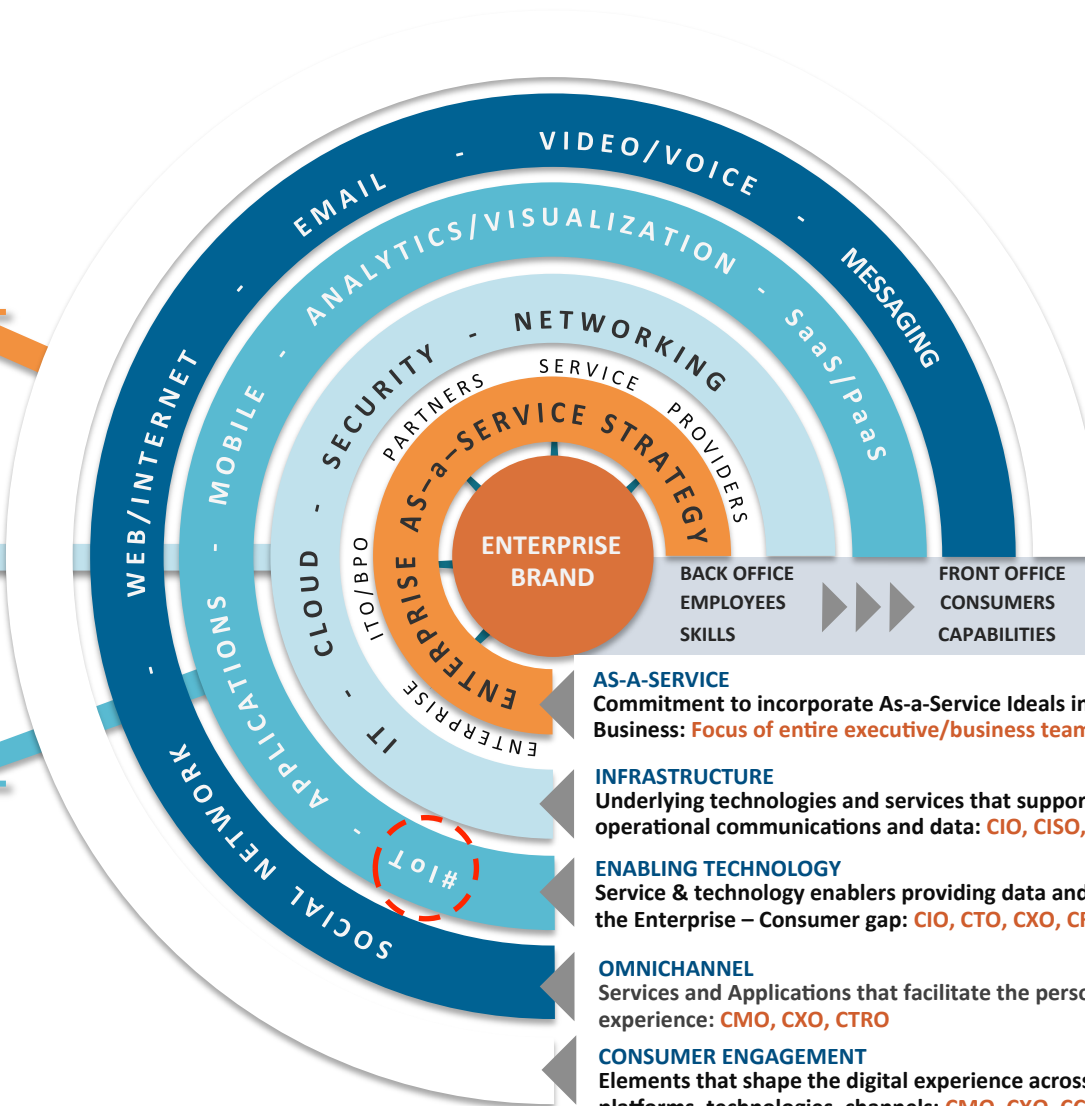 SOCIAL NETWORK - WEB/INTERNET - EMAIL - VIDEO/VOICE - MESSAGING
#IoT - APPLICATIONS - MOBILE - ANALYTICS/VISUALIZATION - SaaS/PaaS
IT - CLOUD - SECURITY - NETWORKING
ENTERPRISE ITO/BPO PARTNERS SERVICE PROVIDERS
ENTERPRISE AS-a-SERVICE STRATEGY
ENTERPRISE
BRAND
BACK OFFICE
EMPLOYEES
SKILLS
FRONT OFFICE
CONSUMERS
CAPABILITIES
AS-A-SERVICE
Commitment to incorporate As-a-Service Ideals in
Business: Focus of entire executive/business team
INFRASTRUCTURE
Underlying technologies and services that suppor
operational communications and data: CIO, CISO,
ENABLING TECHNOLOGY
Service & technology enablers providing data and
the Enterprise – Consumer gap: CIO, CTO, CXO,
OMNICHANNEL
Services and Applications that facilitate the perso
experience: CMO, CXO, CTRO
CONSUMER ENGAGEMENT
Elements that shape the digital experience across
platforms, technologies, channels: CMO, CXO,